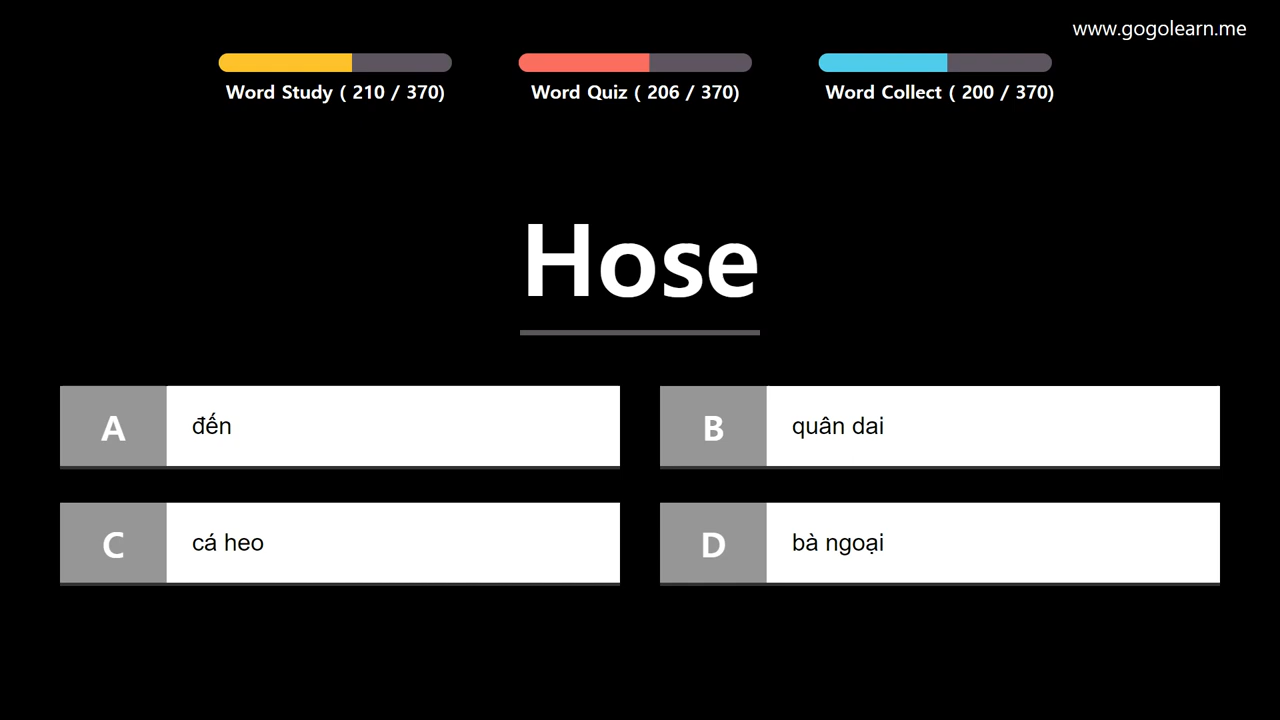 www.gogolearn.me
Word Study ( 210 / 370)
Word Quiz ( 206 / 370)
Word Collect ( 200 / 370)
Hose
A
đến
B
quân dai
C
cá heo
D
bà ngoại